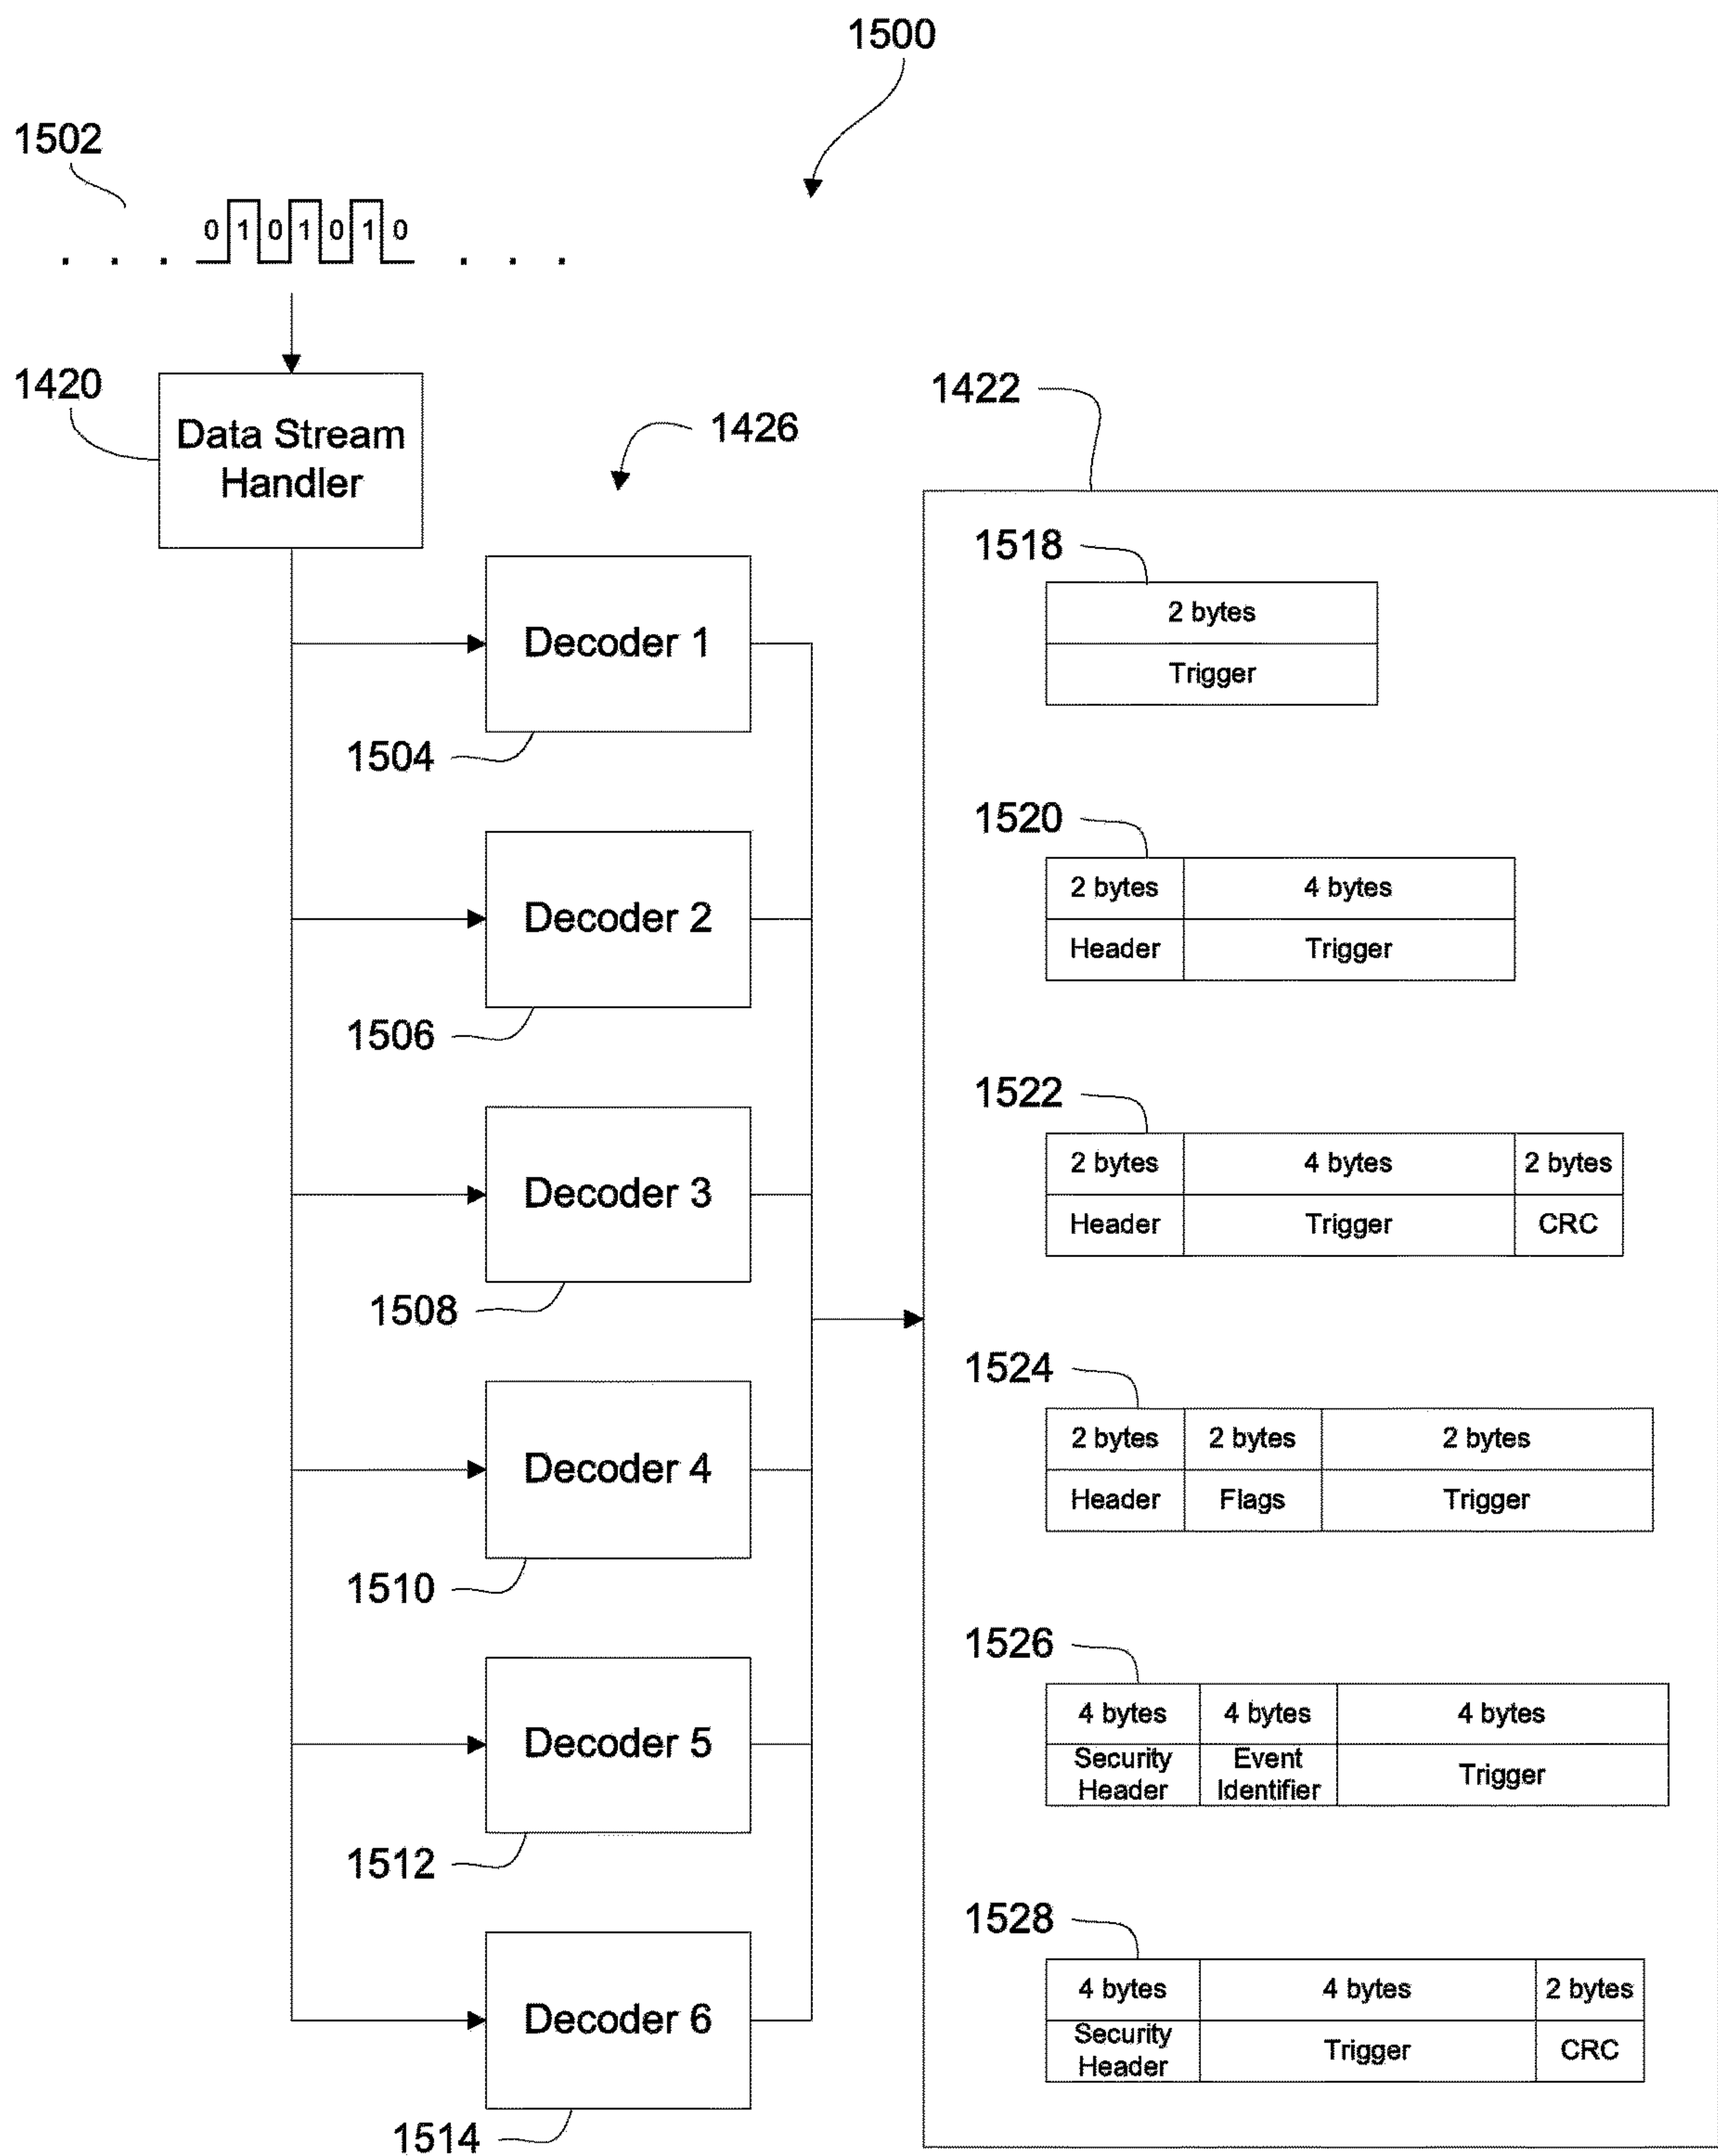 1500
1502
0 1 0 1 0 1 0
. . . . . .
1420
Data Stream
Handler
1426
1422
Decoder 1
1504
Decoder 2
1506
Decoder 3
1508
Decoder 4
1510
Decoder 5
1512
Decoder 6
1514
1518
2 bytes
Trigger
1520
2 bytes 4 bytes
Header Trigger
1522
2 bytes 4 bytes 2 bytes
Header Trigger CRC
1524
2 bytes 2 bytes 2 bytes
Header Flags Trigger
1526
4 bytes 4 bytes 4 bytes
Security Header Event Identifier Trigger
1528
4 bytes 4 bytes 2 bytes
Security Header Trigger CRC